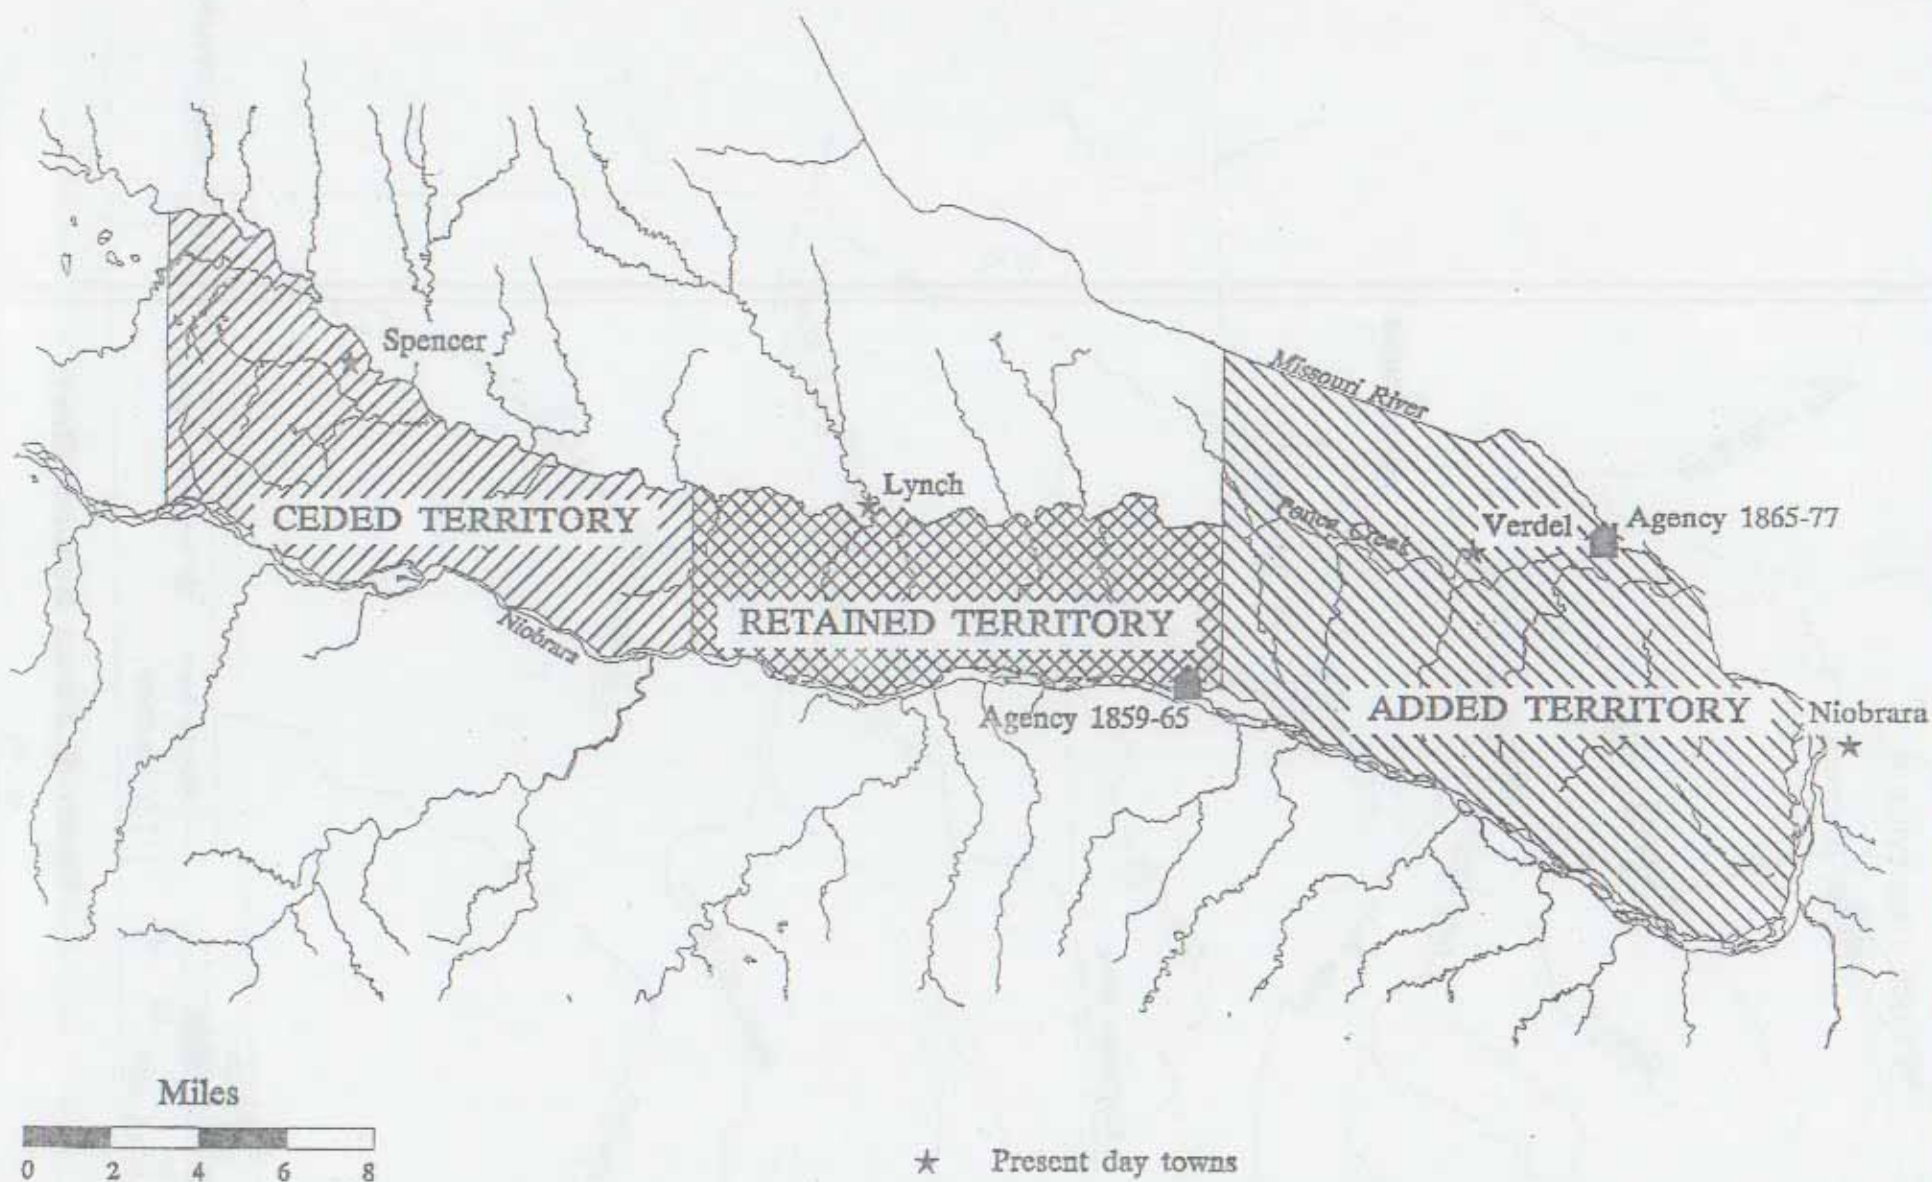 Spencer
Missouri River
Lynch
CEDED TERRITORY
Ponca Creek
Verdel
Agency 1865-77
RETAINED TERRITORY
Niobrara
Agency 1859-65
ADDED TERRITORY
Niobrara
Miles
0 2 4 6 8
★ Present day towns